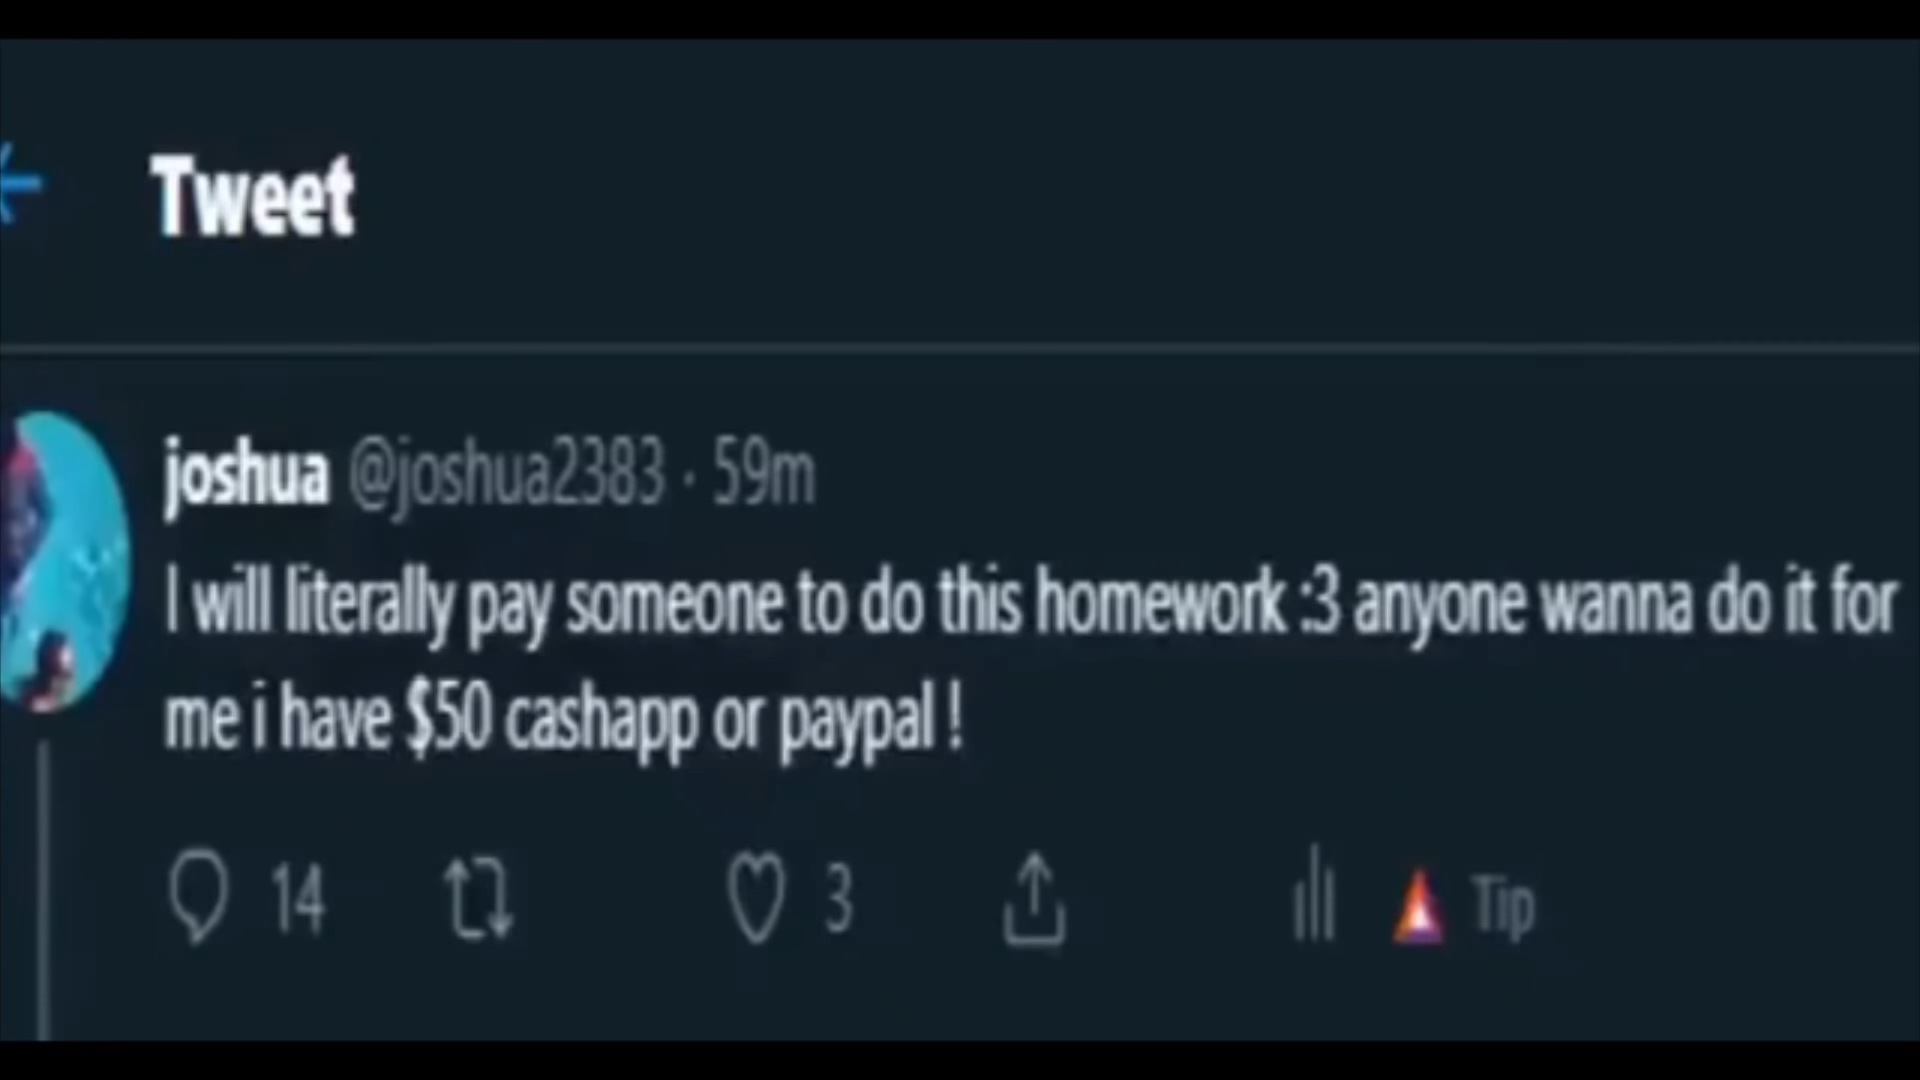 Tweet
joshua @joshua2383 · 59m
I will literally pay someone to do this homework :3 anyone wanna do it for
me i have $50 cashapp or paypal !
14 3 Tip